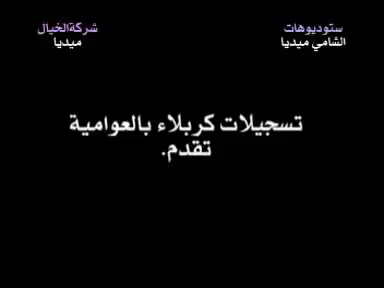 ستوديوهات
الشامي ميديا
شركةالخيال
ميديا
تسجيلات كربلاء بالعوامية
تقدم.